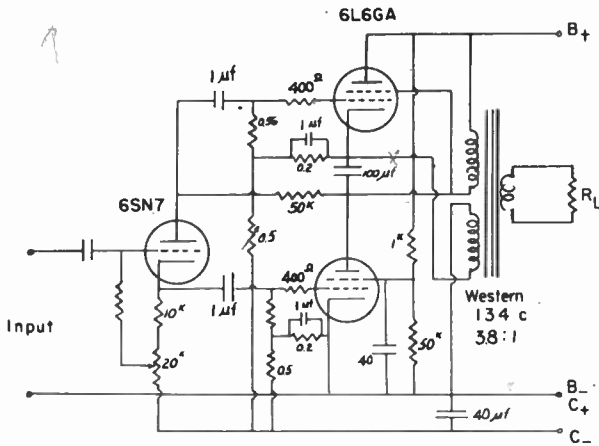 6L6GA
B+
1 µf
400Ω
0.56
1 µf
0.2
100 µf
6SN7
50K
0.5
1K
RL
400Ω
Western
134 c
3.8:1
1 µf
10K
1 µf
0.2
Input
20K
0.5
40
50K
B-
C+
40 µf
C-